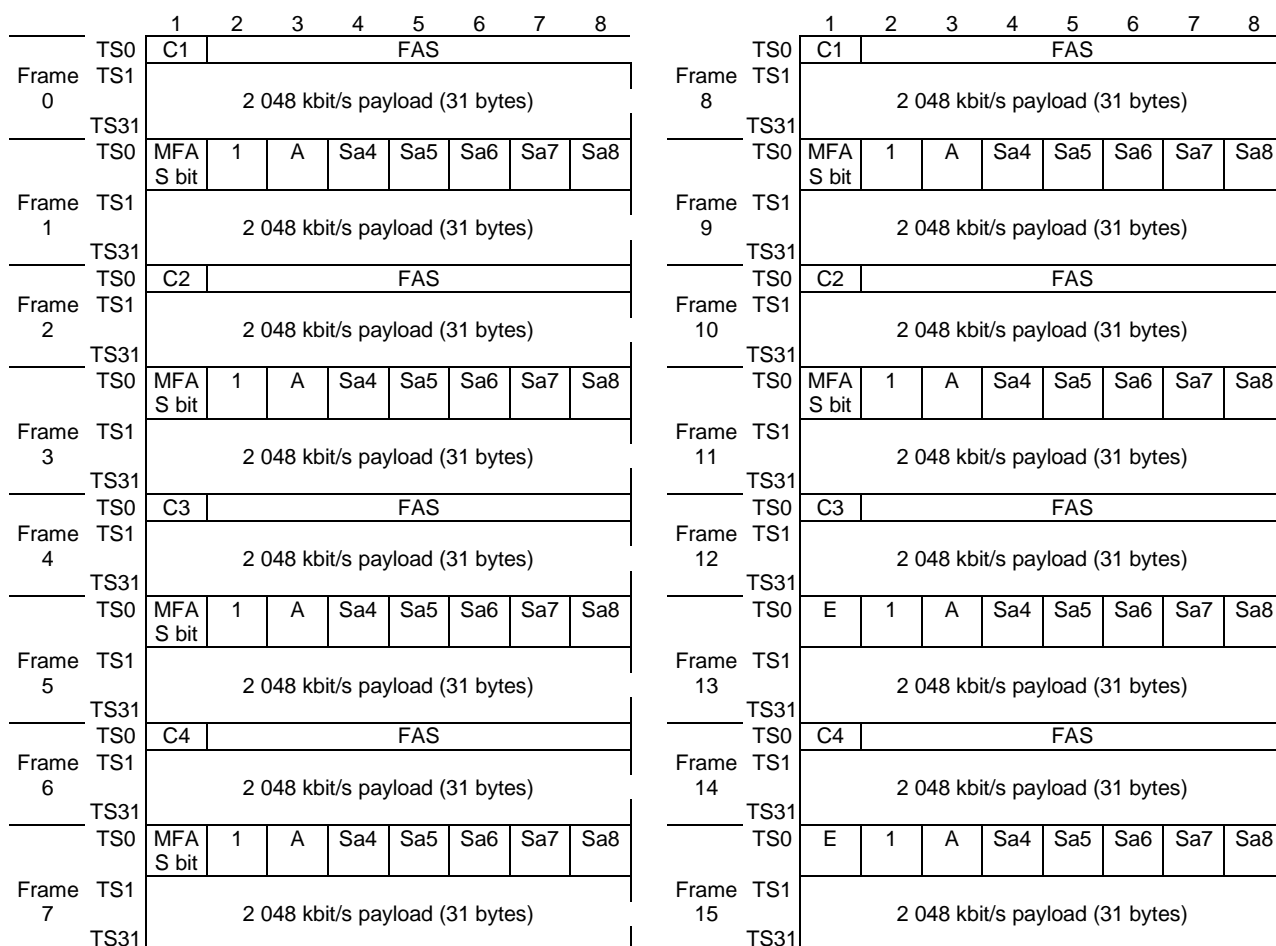 1 2 3 4 5 6 7 8
TS0 C1 FAS
Frame TS1
0 2 048 kbit/s payload (31 bytes)
TS31
TS0 MFA 1 A Sa4 Sa5 Sa6 Sa7 Sa8
S bit
Frame TS1
1 2 048 kbit/s payload (31 bytes)
TS31
TS0 C2 FAS
Frame TS1
2 2 048 kbit/s payload (31 bytes)
TS31
TS0 MFA 1 A Sa4 Sa5 Sa6 Sa7 Sa8
S bit
Frame TS1
3 2 048 kbit/s payload (31 bytes)
TS31
TS0 C3 FAS
Frame TS1
4 2 048 kbit/s payload (31 bytes)
TS31
TS0 MFA 1 A Sa4 Sa5 Sa6 Sa7 Sa8
S bit
Frame TS1
5 2 048 kbit/s payload (31 bytes)
TS31
TS0 C4 FAS
Frame TS1
6 2 048 kbit/s payload (31 bytes)
TS31
TS0 MFA 1 A Sa4 Sa5 Sa6 Sa7 Sa8
S bit
Frame TS1
7 2 048 kbit/s payload (31 bytes)
TS31
1 2 3 4 5 6 7 8
TS0 C1 FAS
Frame TS1
8 2 048 kbit/s payload (31 bytes)
TS31
TS0 MFA 1 A Sa4 Sa5 Sa6 Sa7 Sa8
S bit
Frame TS1
9 2 048 kbit/s payload (31 bytes)
TS31
TS0 C2 FAS
Frame TS1
10 2 048 kbit/s payload (31 bytes)
TS31
TS0 MFA 1 A Sa4 Sa5 Sa6 Sa7 Sa8
S bit
Frame TS1
11 2 048 kbit/s payload (31 bytes)
TS31
TS0 C3 FAS
Frame TS1
12 2 048 kbit/s payload (31 bytes)
TS31
TS0 E 1 A Sa4 Sa5 Sa6 Sa7 Sa8
Frame TS1
13 2 048 kbit/s payload (31 bytes)
TS31
TS0 C4 FAS
Frame TS1
14 2 048 kbit/s payload (31 bytes)
TS31
TS0 E 1 A Sa4 Sa5 Sa6 Sa7 Sa8
Frame TS1
15 2 048 kbit/s payload (31 bytes)
TS31